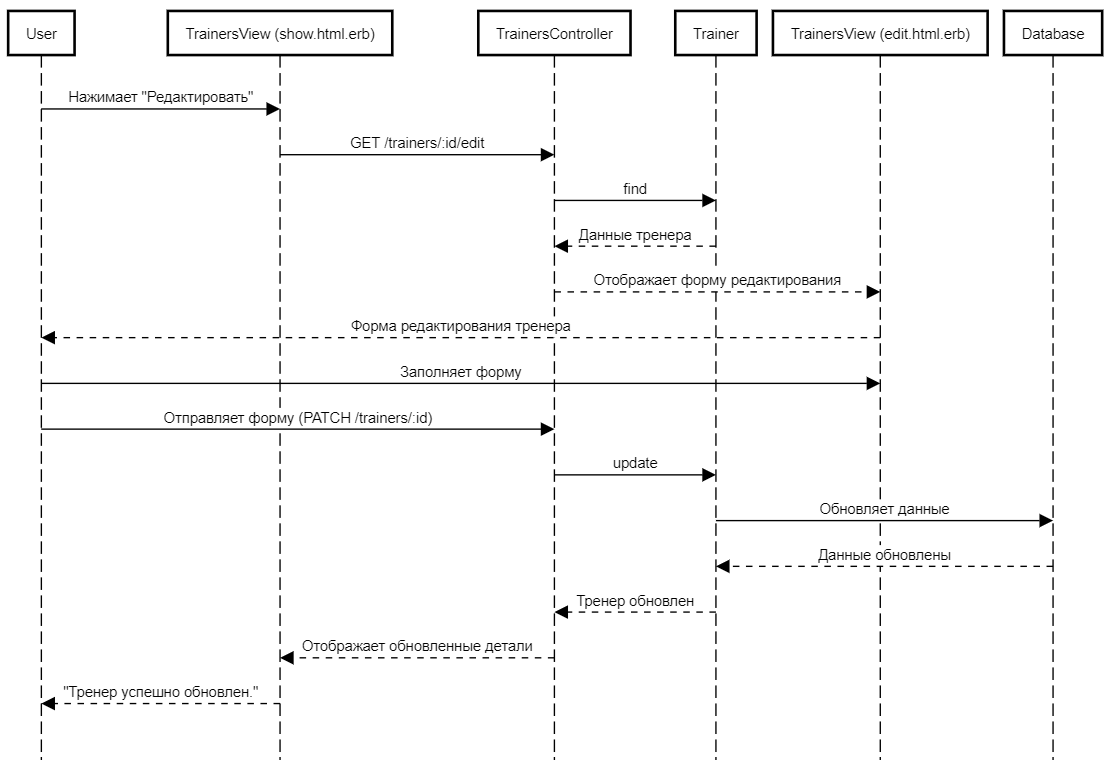 User
TrainersView (show.html.erb)
TrainersController
Trainer
TrainersView (edit.html.erb)
Database
Нажимает "Редактировать"
GET /trainers/:id/edit
find
Данные тренера
Отображает форму редактирования
Форма редактирования тренера
Заполняет форму
Отправляет форму (PATCH /trainers/:id)
update
Обновляет данные
Данные обновлены
Тренер обновлен
Отображает обновленные детали
"Тренер успешно обновлен."